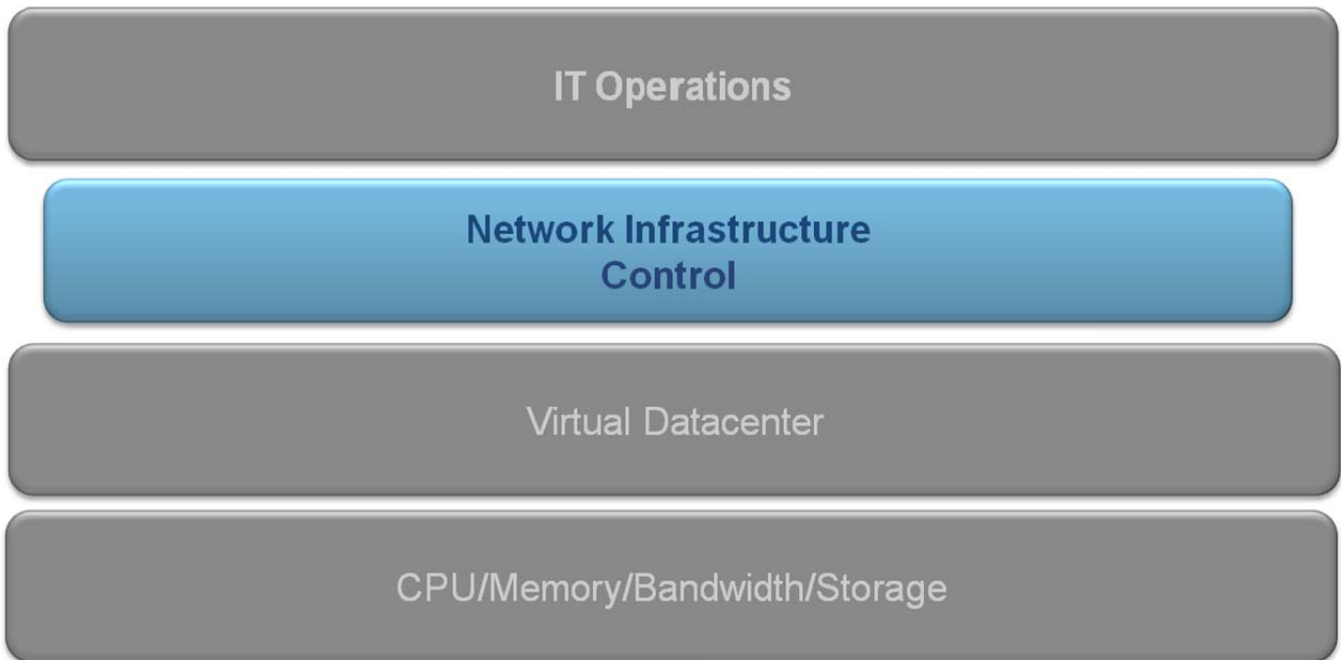 IT Operations
Network Infrastructure
Control
Virtual Datacenter
CPU/Memory/Bandwidth/Storage